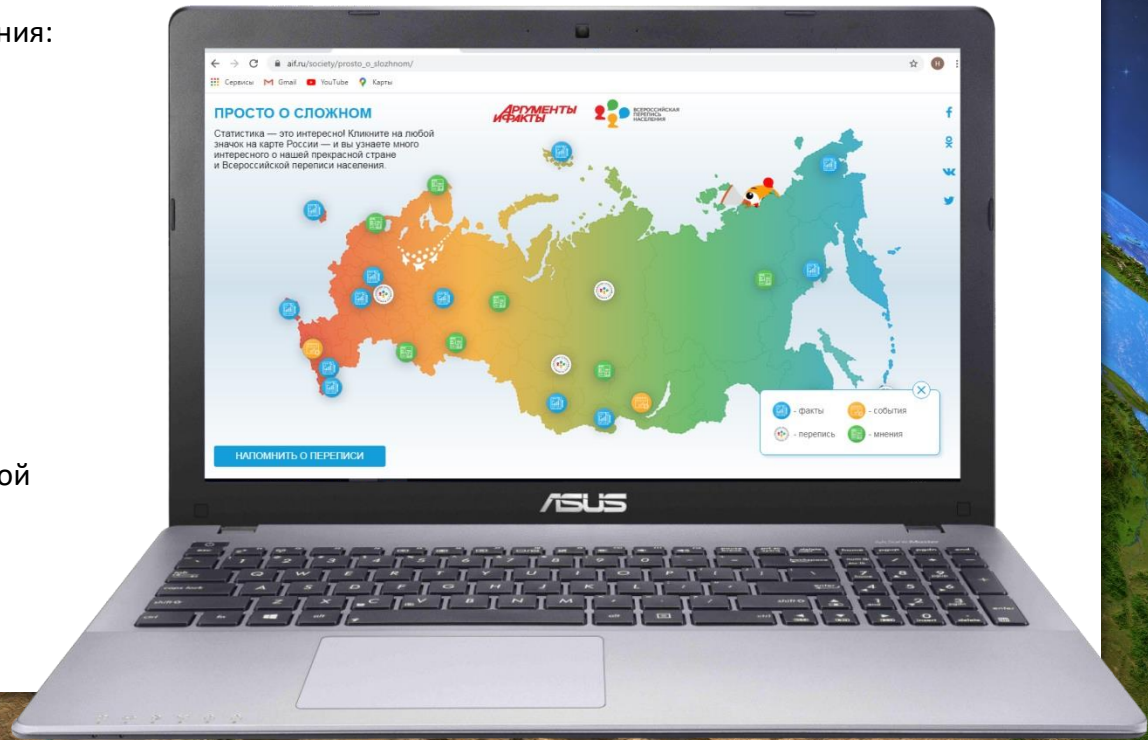 ния:
ой
aif.ru/society/prosto_o_slozhnom/
Сервисы Gmail YouTube Карты
ПРОСТО О СЛОЖНОМ
АРГУМЕНТЫ
И ФАКТЫ
ВСЕРОССИЙСКАЯ
ПЕРЕПИСЬ
НАСЕЛЕНИЯ
Статистика — это интересно! Кликните на любой
значок на карте России — и вы узнаете много
интересного о нашей прекрасной стране
и Всероссийской переписи населения.
- факты
- события
- перепись
- мнения
НАПОМНИТЬ О ПЕРЕПИСИ
ASUS